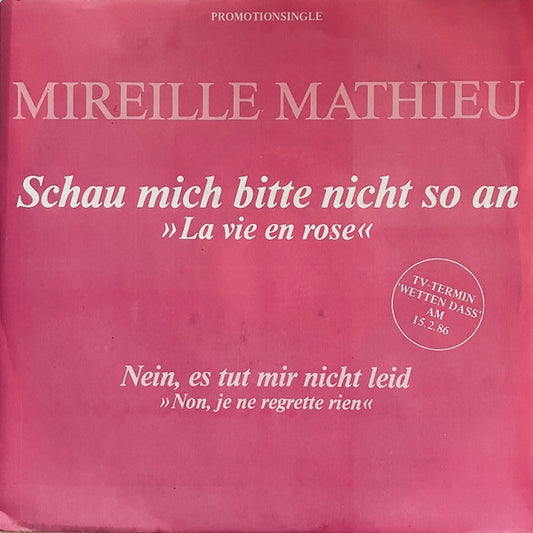 PROMOTIONSINGLE
MIREILLE MATHIEU
Schau mich bitte nicht so an
»La vie en rose«
TV-TERMIN
'WETTEN DASS'
AM
15.2.86
Nein, es tut mir nicht leid
»Non, je ne regrette rien«